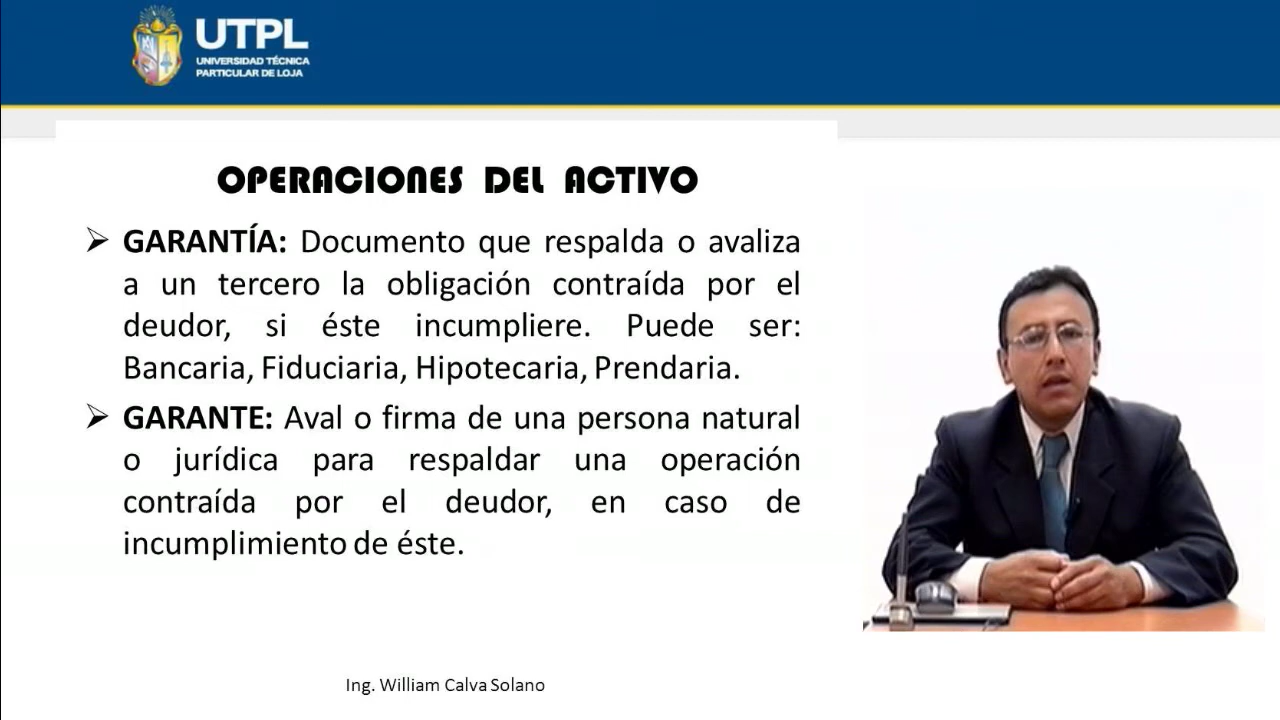 UTPL
UNIVERSIDAD TÉCNICA
PARTICULAR DE LOJA
OPERACIONES DEL ACTIVO
➢ GARANTÍA: Documento que respalda o avaliza
a un tercero la obligación contraída por el
deudor, si éste incumpliere. Puede ser:
Bancaria, Fiduciaria, Hipotecaria, Prendaria.
➢ GARANTE: Aval o firma de una persona natural
o jurídica para respaldar una operación
contraída por el deudor, en caso de
incumplimiento de éste.
Ing. William Calva Solano